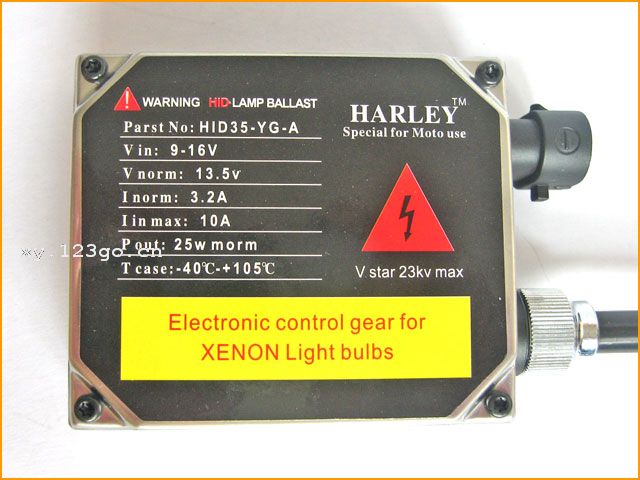 WARNING HID-LAMP BALLAST
Parst No: HID35-YG-A
V in: 9-16V
V norm: 13.5v
I norm: 3.2A
I in max: 10A
Pout: 25w morm
T case:-40℃-+105℃
HARLEY™
Special for Moto use
V star 23kv max
*y.123go.cn
Electronic control gear for
XENON Light bulbs